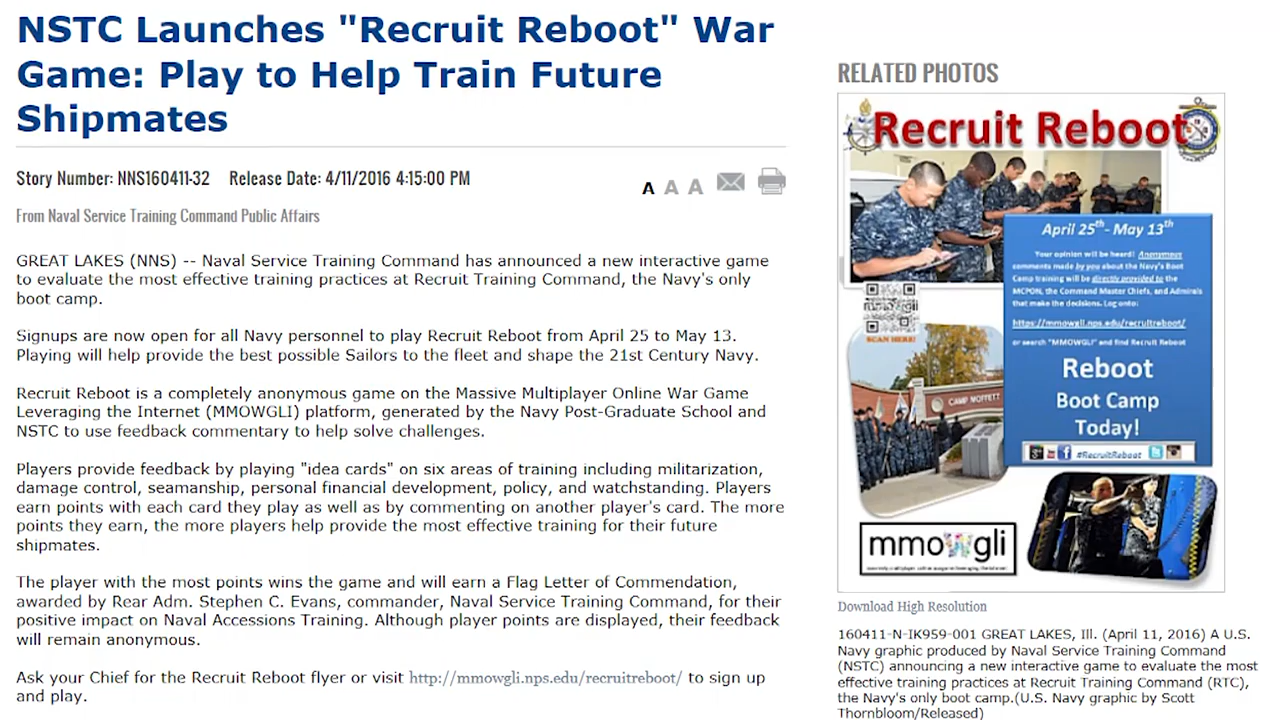 NSTC Launches "Recruit Reboot" War
Game: Play to Help Train Future
Shipmates
Story Number: NNS160411-32 Release Date: 4/11/2016 4:15:00 PM
A A A
From Naval Service Training Command Public Affairs
GREAT LAKES (NNS) -- Naval Service Training Command has announced a new interactive game
to evaluate the most effective training practices at Recruit Training Command, the Navy's only
boot camp.
Signups are now open for all Navy personnel to play Recruit Reboot from April 25 to May 13.
Playing will help provide the best possible Sailors to the fleet and shape the 21st Century Navy.
Recruit Reboot is a completely anonymous game on the Massive Multiplayer Online War Game
Leveraging the Internet (MMOWGLI) platform, generated by the Navy Post-Graduate School and
NSTC to use feedback commentary to help solve challenges.
Players provide feedback by playing "idea cards" on six areas of training including militarization,
damage control, seamanship, personal financial development, policy, and watchstanding. Players
earn points with each card they play as well as by commenting on another player's card. The more
points they earn, the more players help provide the most effective training for their future
shipmates.
The player with the most points wins the game and will earn a Flag Letter of Commendation,
awarded by Rear Adm. Stephen C. Evans, commander, Naval Service Training Command, for their
positive impact on Naval Accessions Training. Although player points are displayed, their feedback
will remain anonymous.
Ask your Chief for the Recruit Reboot flyer or visit http://mmowgli.nps.edu/recruitreboot/ to sign up
and play.
RELATED PHOTOS
Recruit Reboot
April 25th- May 13th
Your opinion will be heard! Anonymous
comments made by you about the Navy's Boot
Camp training will be directly provided to the
MCPON, the Command Master Chiefs, and Admirals
that make the decisions. Log onto:
https://mmowgli.nps.edu/recruitreboot/
or search "MMOWGLI" and find Recruit Reboot
SCAN HERE!
Reboot
Boot Camp
Today!
#RecruitReboot
CAMP MOFFETT
mmowgli
Download High Resolution
160411-N-IK959-001 GREAT LAKES, Ill. (April 11, 2016) A U.S.
Navy graphic produced by Naval Service Training Command
(NSTC) announcing a new interactive game to evaluate the most
effective training practices at Recruit Training Command (RTC),
the Navy's only boot camp.(U.S. Navy graphic by Scott
Thornbloom/Released)